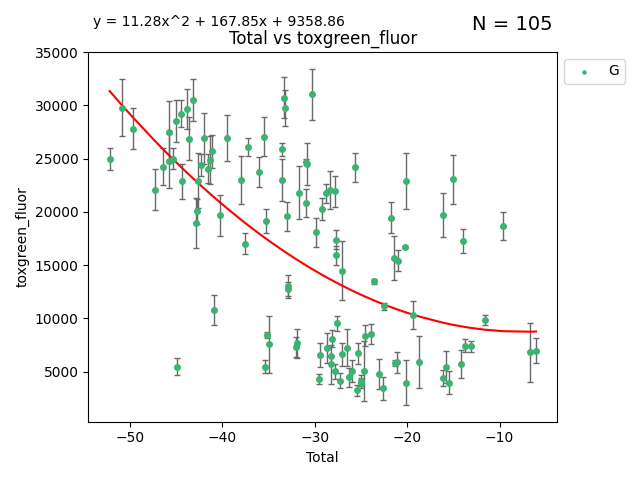 y = 11.28x^2 + 167.85x + 9358.86
N = 105
Total vs toxgreen_fluor
G
35000
30000
25000
20000
15000
10000
5000
toxgreen_fluor
−50
−40
−30
−20
−10
Total